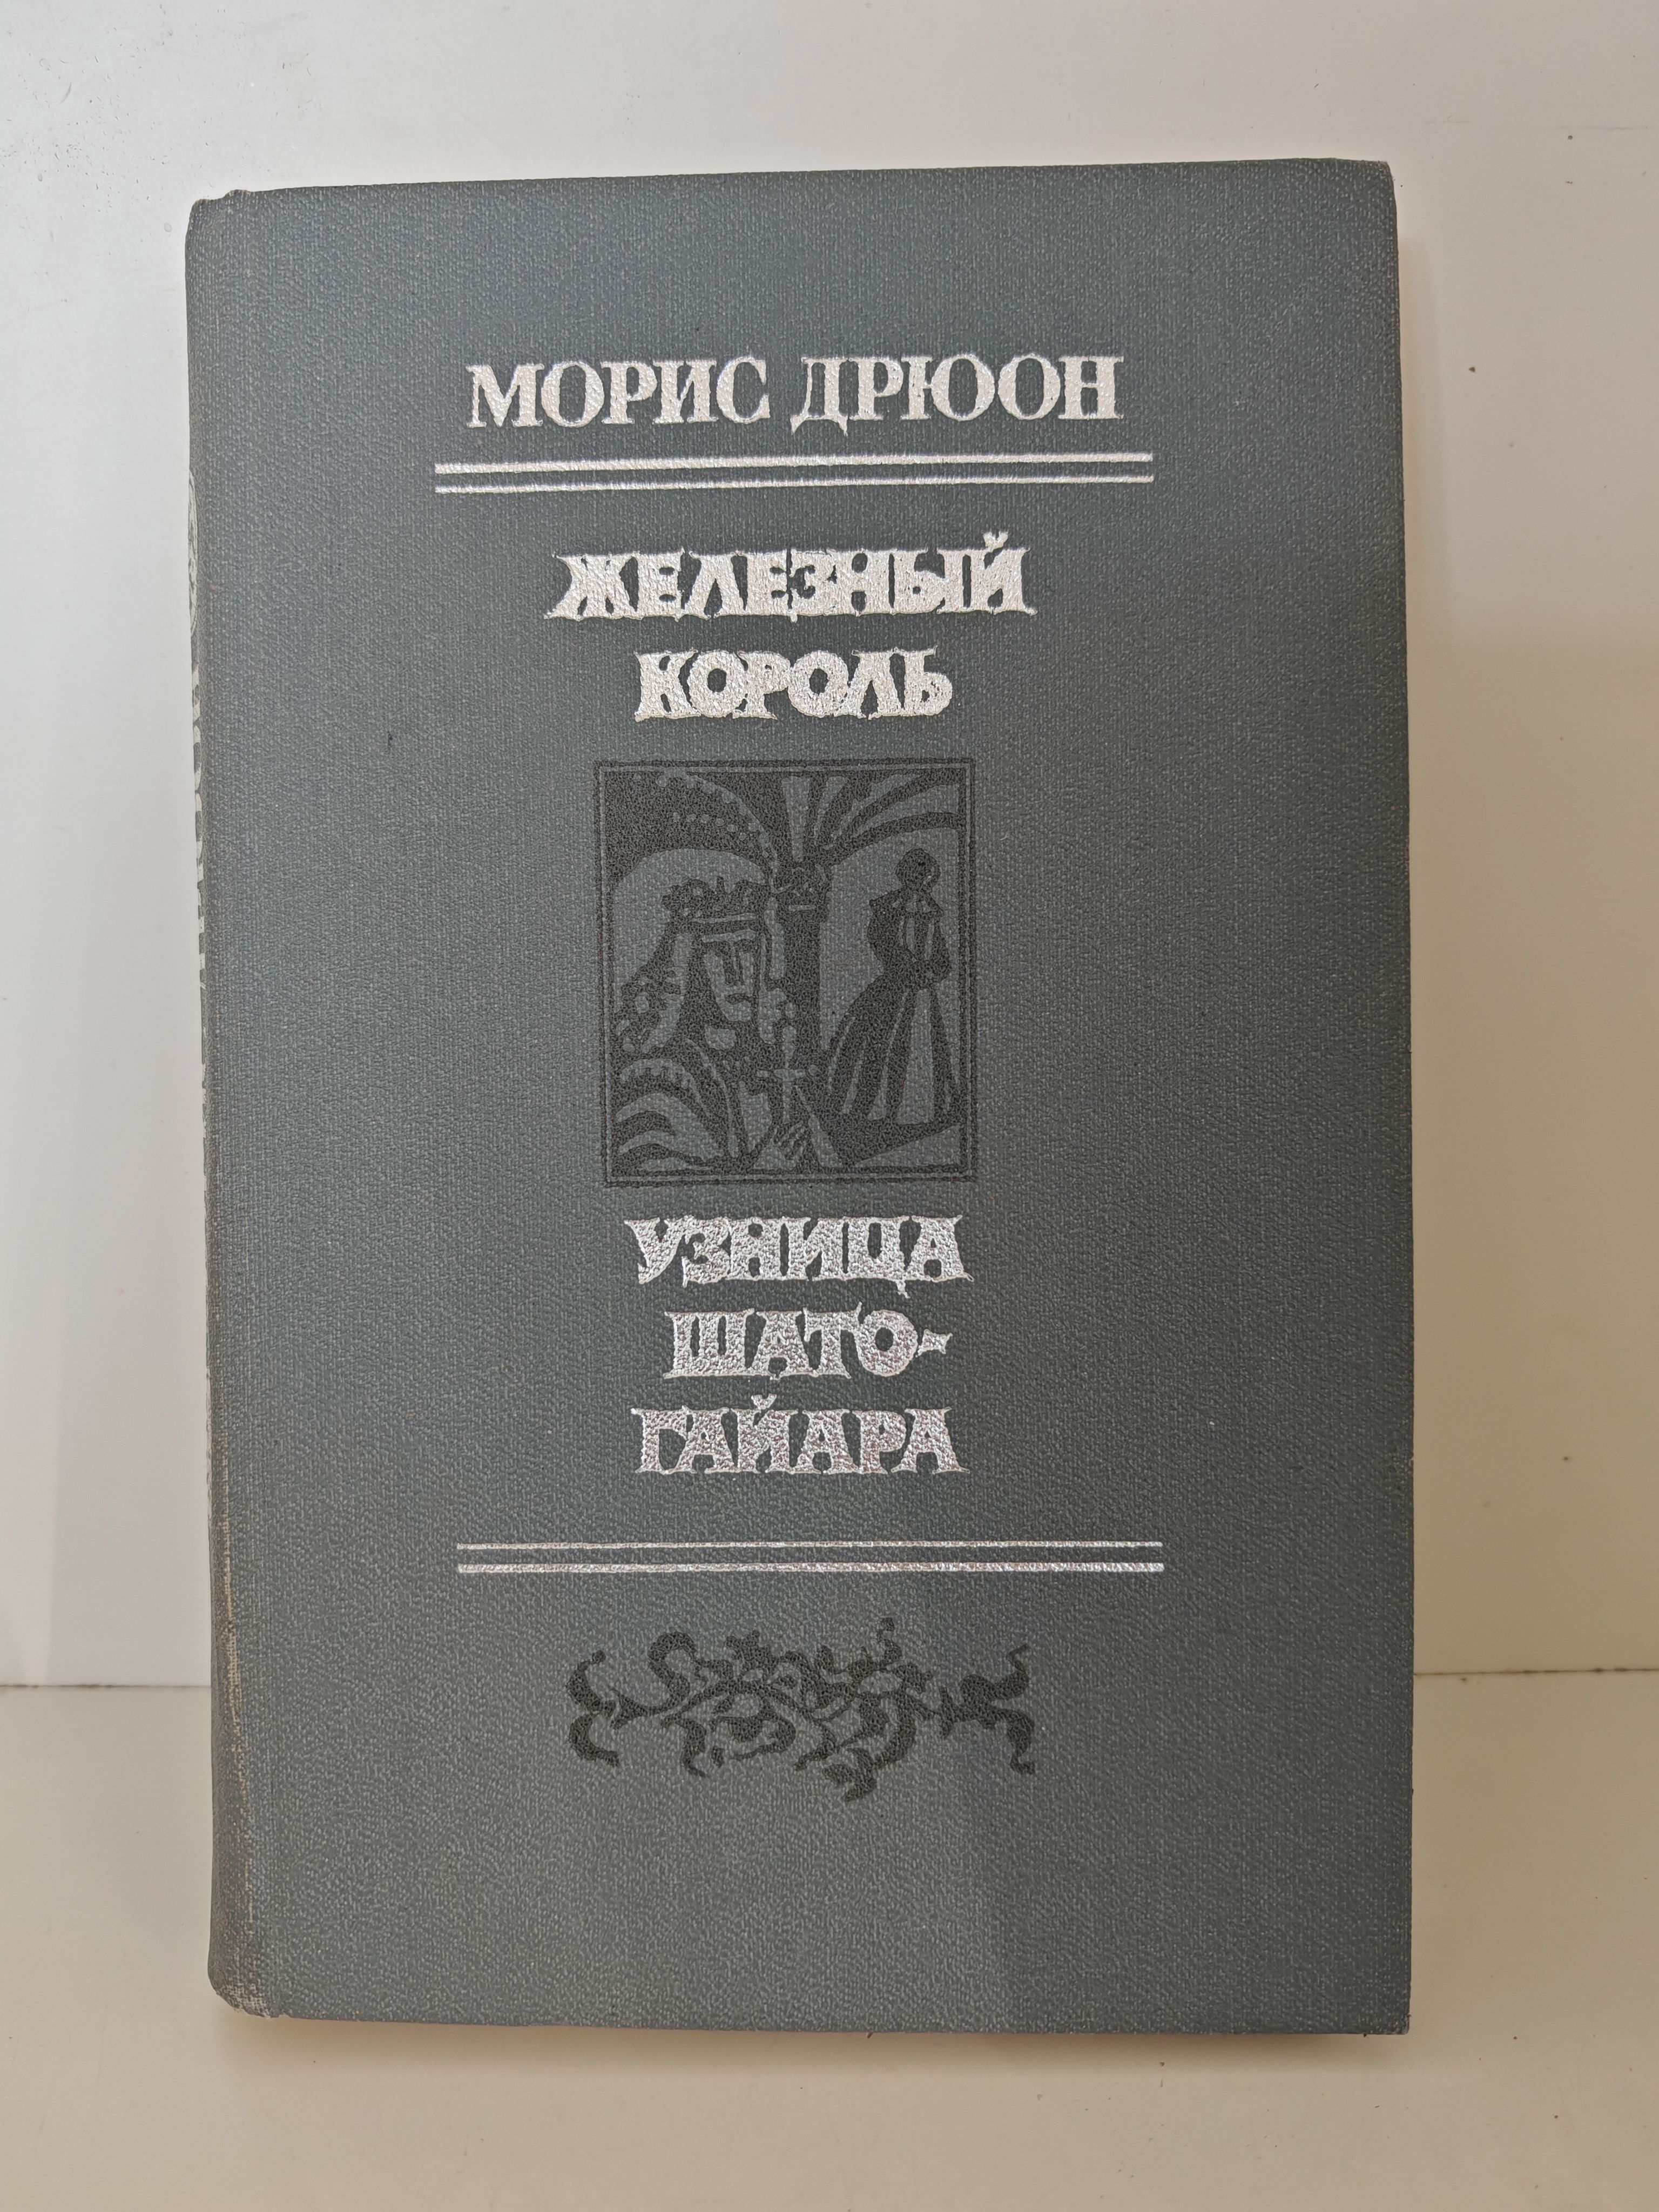 МОРИС ДРЮОН
ЖЕЛЕЗНЫЙ
КОРОЛЬ
УЗНИЦА
ШАТО-
ГАЙАРА